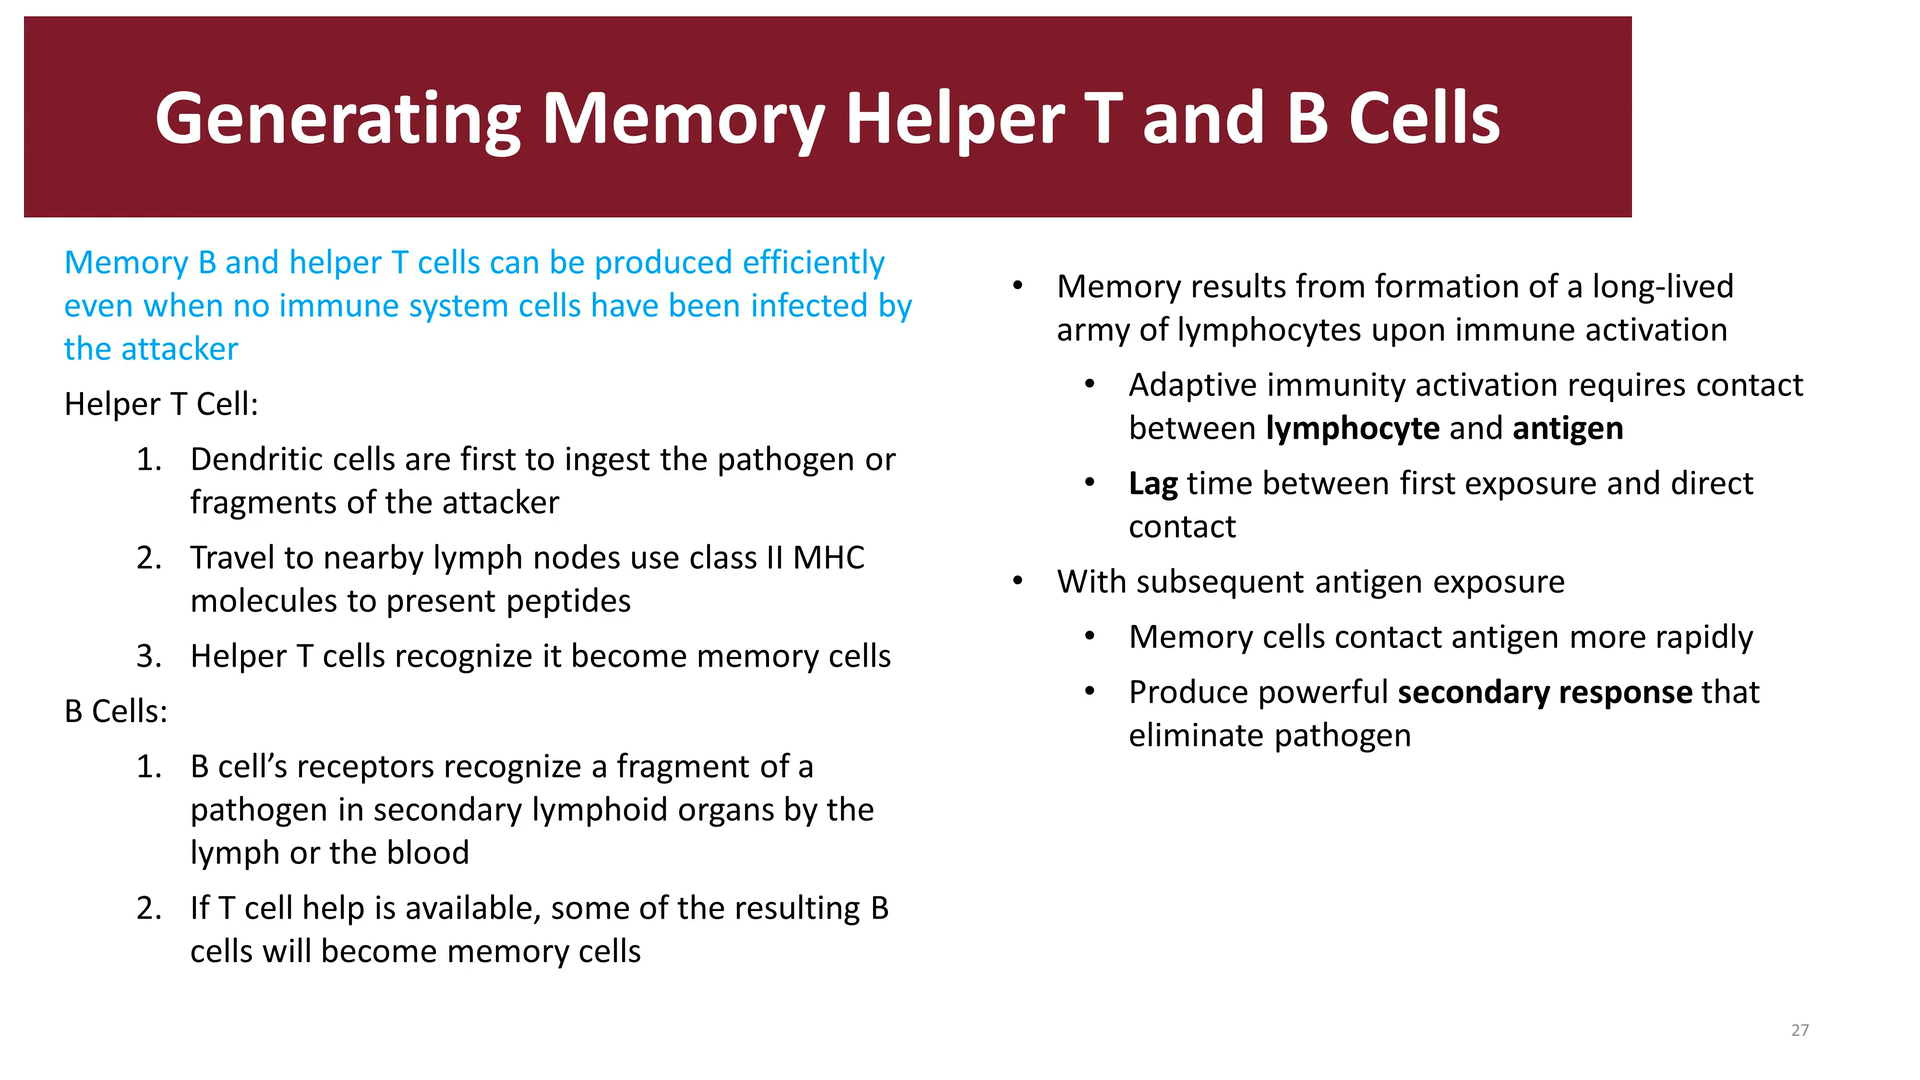 Generating Memory Helper T and B Cells
Memory B and helper T cells can be produced efficiently
even when no immune system cells have been infected by
the attacker
Helper T Cell:
1. Dendritic cells are first to ingest the pathogen or
fragments of the attacker
2. Travel to nearby lymph nodes use class II MHC
molecules to present peptides
3. Helper T cells recognize it become memory cells
B Cells:
1. B cell’s receptors recognize a fragment of a
pathogen in secondary lymphoid organs by the
lymph or the blood
2. If T cell help is available, some of the resulting B
cells will become memory cells
• Memory results from formation of a long-lived
army of lymphocytes upon immune activation
• Adaptive immunity activation requires contact
between lymphocyte and antigen
• Lag time between first exposure and direct
contact
• With subsequent antigen exposure
• Memory cells contact antigen more rapidly
• Produce powerful secondary response that
eliminate pathogen
27